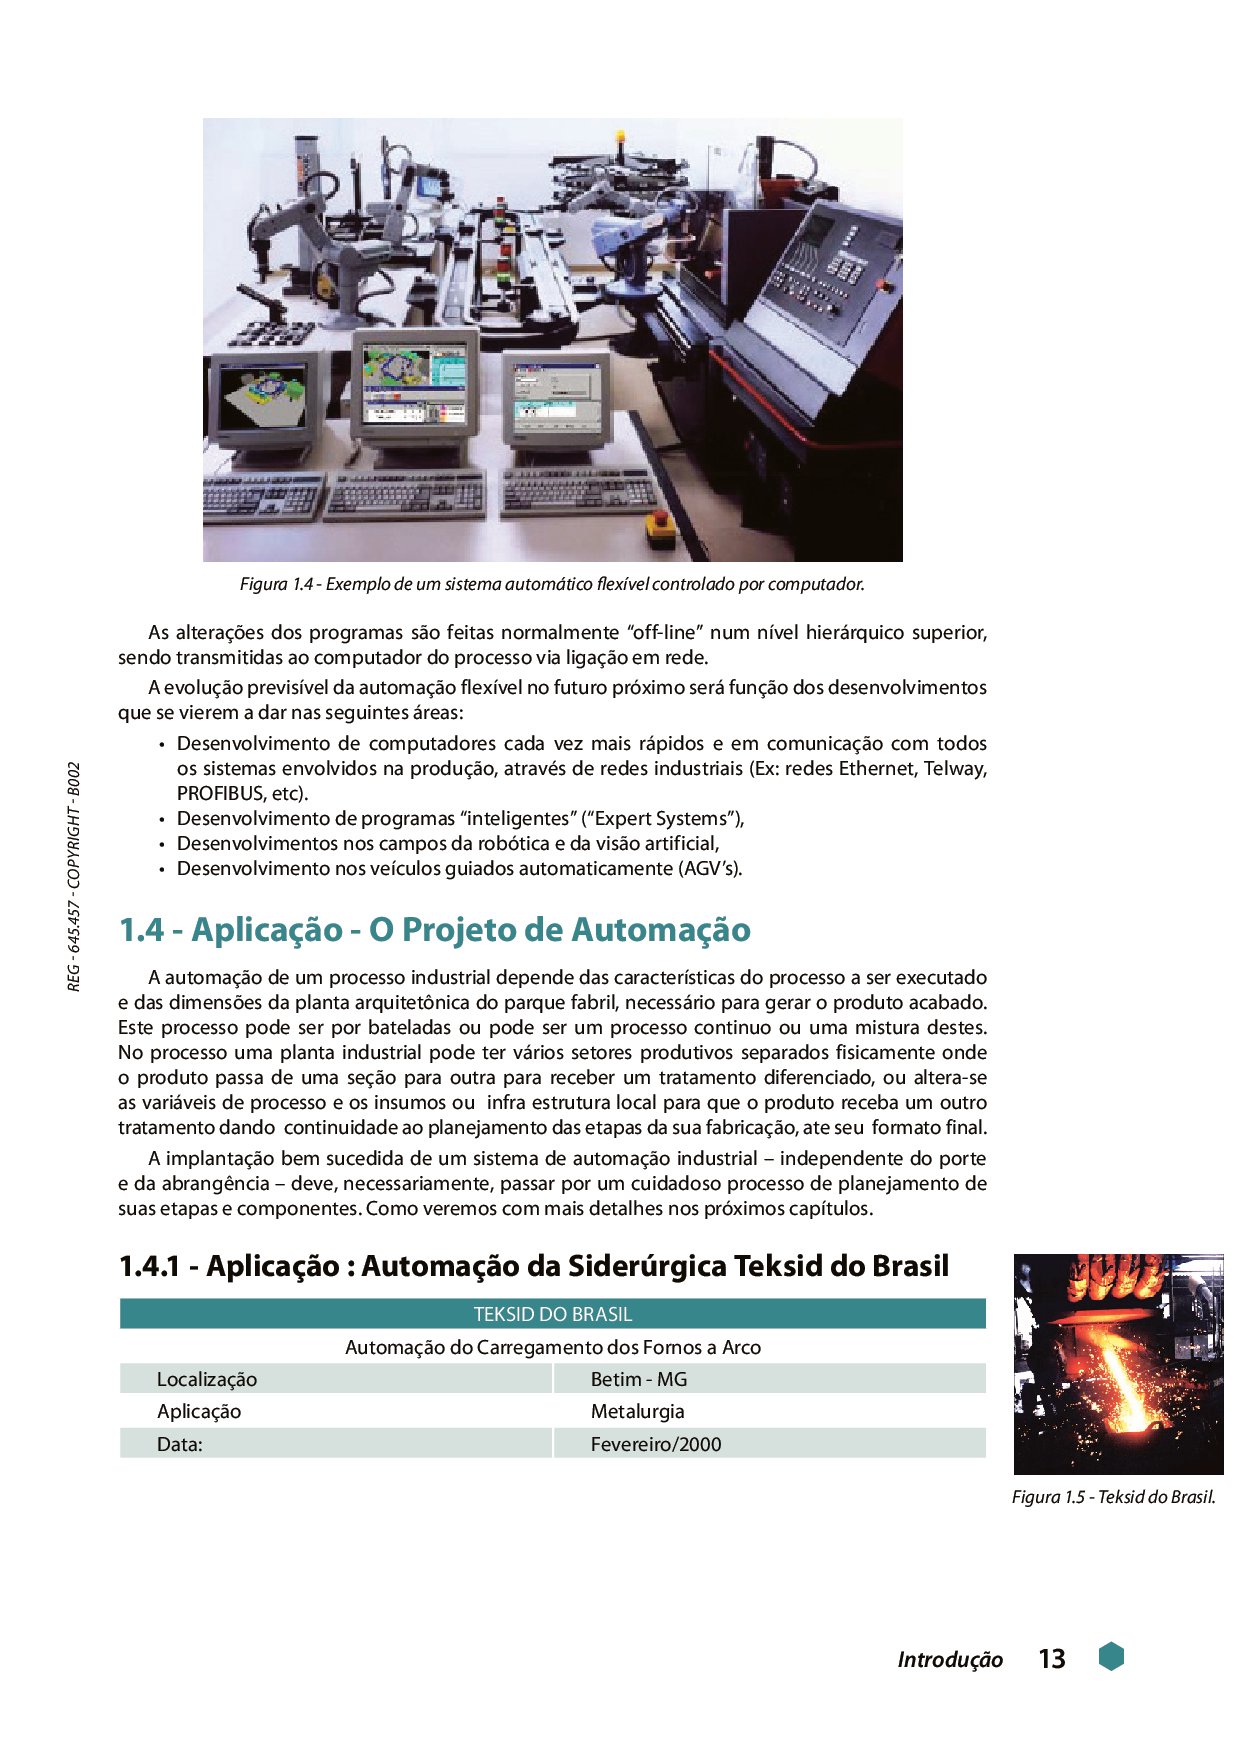 Figura 1.4 - Exemplo de um sistema automático flexível controlado por computador.
As alterações dos programas são feitas normalmente “off-line” num nível hierárquico superior,
sendo transmitidas ao computador do processo via ligação em rede.
A evolução previsível da automação flexível no futuro próximo será função dos desenvolvimentos
que se vierem a dar nas seguintes áreas:
• Desenvolvimento de computadores cada vez mais rápidos e em comunicação com todos
os sistemas envolvidos na produção, através de redes industriais (Ex: redes Ethernet, Telway,
PROFIBUS, etc).
• Desenvolvimento de programas “inteligentes” (“Expert Systems”),
• Desenvolvimentos nos campos da robótica e da visão artificial,
• Desenvolvimento nos veículos guiados automaticamente (AGV’s).
REG - 645.457 - COPYRIGHT - B002
1.4 - Aplicação - O Projeto de Automação
A automação de um processo industrial depende das características do processo a ser executado
e das dimensões da planta arquitetônica do parque fabril, necessário para gerar o produto acabado.
Este processo pode ser por bateladas ou pode ser um processo continuo ou uma mistura destes.
No processo uma planta industrial pode ter vários setores produtivos separados fisicamente onde
o produto passa de uma seção para outra para receber um tratamento diferenciado, ou altera-se
as variáveis de processo e os insumos ou infra estrutura local para que o produto receba um outro
tratamento dando continuidade ao planejamento das etapas da sua fabricação, ate seu formato final.
A implantação bem sucedida de um sistema de automação industrial – independente do porte
e da abrangência – deve, necessariamente, passar por um cuidadoso processo de planejamento de
suas etapas e componentes. Como veremos com mais detalhes nos próximos capítulos.
1.4.1 - Aplicação : Automação da Siderúrgica Teksid do Brasil
TEKSID DO BRASIL
Automação do Carregamento dos Fornos a Arco
Localização Betim - MG
Aplicação Metalurgia
Data: Fevereiro/2000
Figura 1.5 - Teksid do Brasil.
Introdução 13